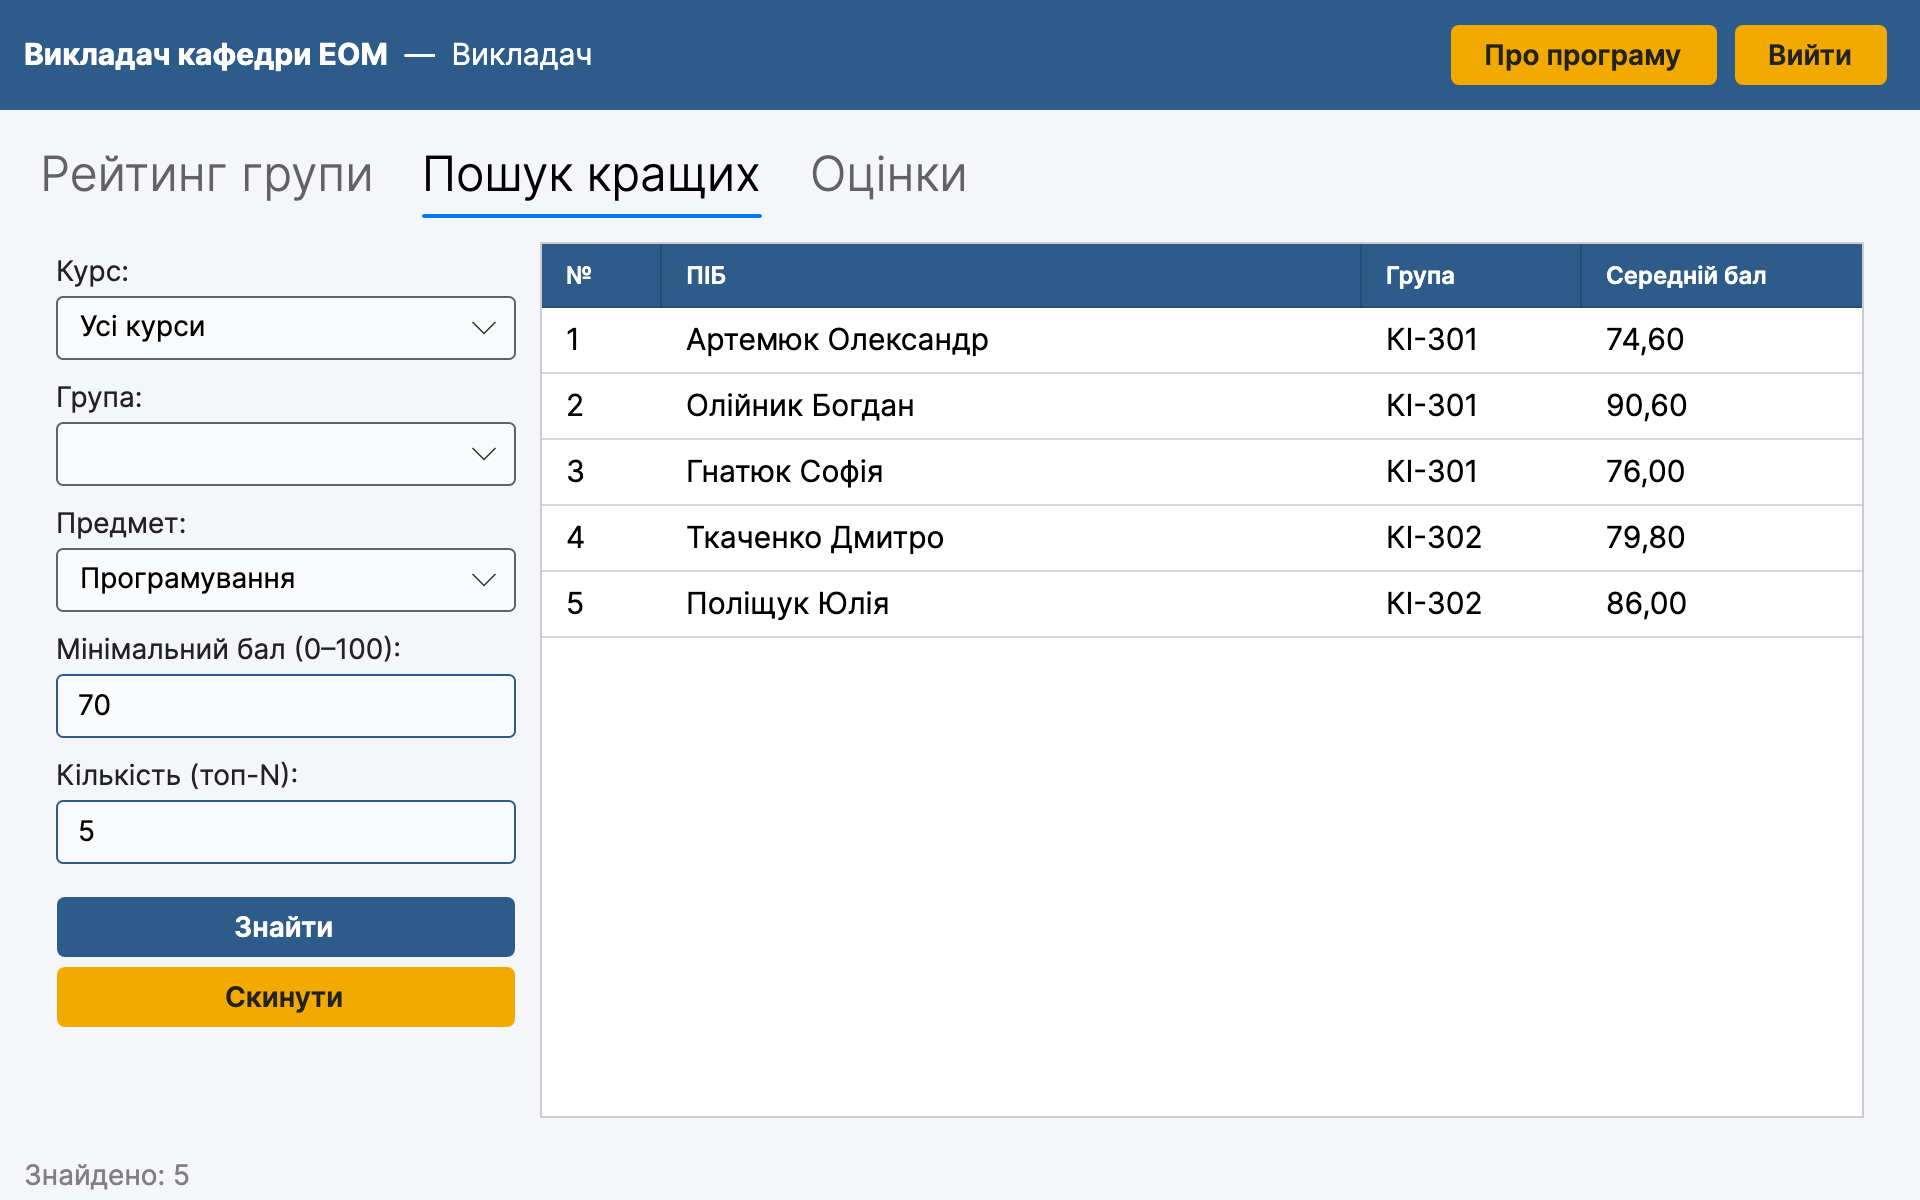 Викладач кафедри ЕОМ — Викладач
Про програму
Вийти
Рейтинг групи
Пошук кращих
Оцінки
Курс:
Усі курси
Група:
Предмет:
Програмування
Мінімальний бал (0–100):
70
Кількість (топ-N):
5
Знайти
Скинути
№ ПІБ Група Середній бал
1 Артемюк Олександр КІ-301 74,60
2 Олійник Богдан КІ-301 90,60
3 Гнатюк Софія КІ-301 76,00
4 Ткаченко Дмитро КІ-302 79,80
5 Поліщук Юлія КІ-302 86,00
Знайдено: 5